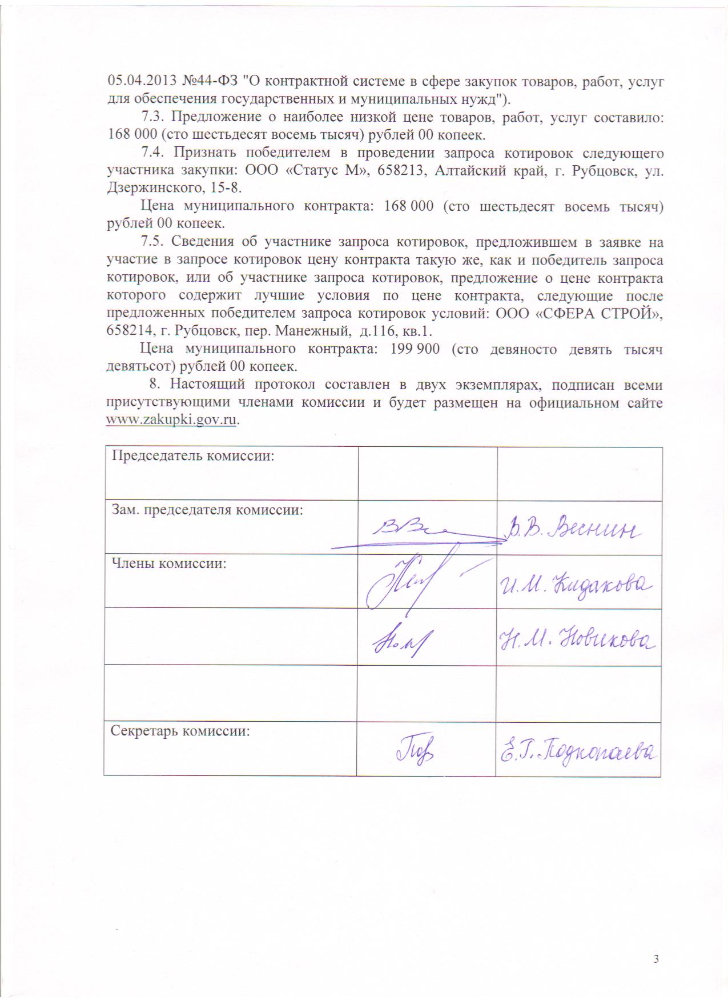 05.04.2013 №44-ФЗ "О контрактной системе в сфере закупок товаров, работ, услуг
для обеспечения государственных и муниципальных нужд").
7.3. Предложение о наиболее низкой цене товаров, работ, услуг составило:
168 000 (сто шестьдесят восемь тысяч) рублей 00 копеек.
7.4. Признать победителем в проведении запроса котировок следующего
участника закупки: ООО «Статус М», 658213, Алтайский край, г. Рубцовск, ул.
Дзержинского, 15-8.
Цена муниципального контракта: 168 000 (сто шестьдесят восемь тысяч)
рублей 00 копеек.
7.5. Сведения об участнике запроса котировок, предложившем в заявке на
участие в запросе котировок цену контракта такую же, как и победитель запроса
котировок, или об участнике запроса котировок, предложение о цене контракта
которого содержит лучшие условия по цене контракта, следующие после
предложенных победителем запроса котировок условий: ООО «СФЕРА СТРОЙ»,
658214, г. Рубцовск, пер. Манежный, д.116, кв.1.
Цена муниципального контракта: 199 900 (сто девяносто девять тысяч
девятьсот) рублей 00 копеек.
8. Настоящий протокол составлен в двух экземплярах, подписан всеми
присутствующими членами комиссии и будет размещен на официальном сайте
www.zakupki.gov.ru.
Председатель комиссии:
Зам. председателя комиссии:
В.В. Веснин
Члены комиссии:
И.М. Кидакова
Н.М. Новикова
Секретарь комиссии:
Е.Г. Подкопаева
3